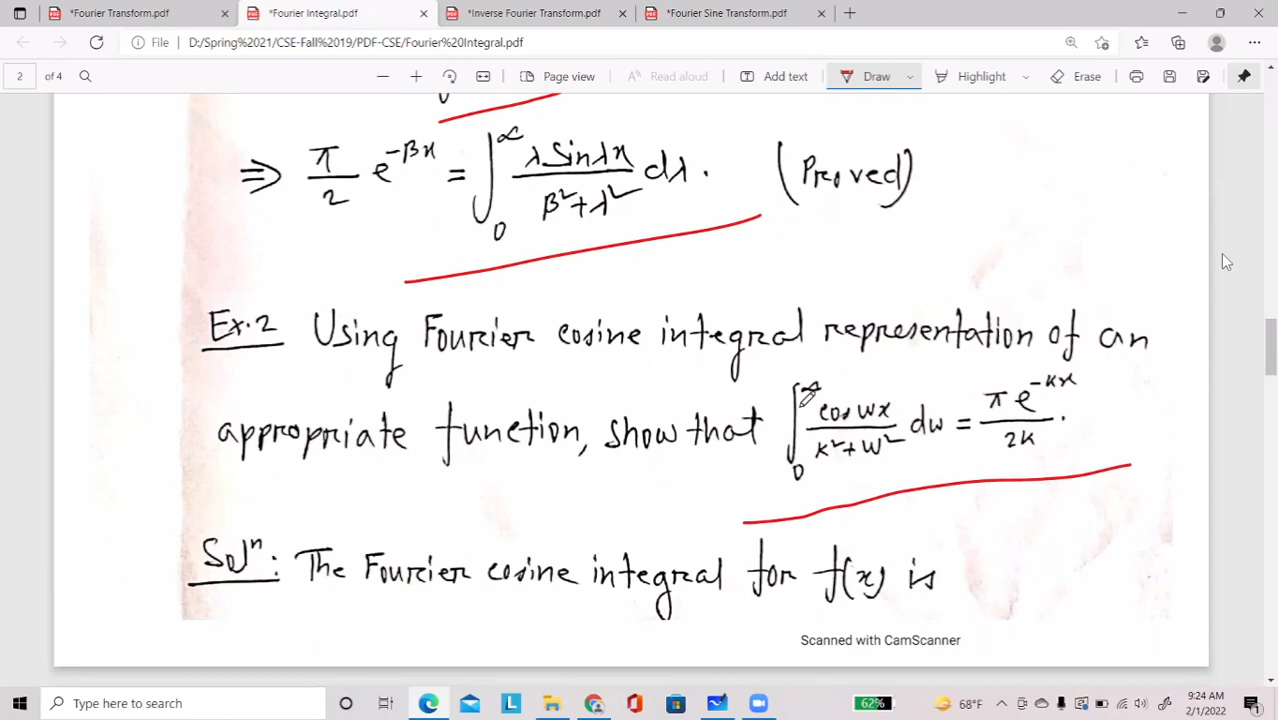 *Fourier Transform.pdf
*Fourier Integral.pdf
*Inverse Fourier Transform.pdf
*Fourier Sine Transform.pdf
File D:/Spring%2021/CSE-Fall%2019/PDF-CSE/Fourier%20Integral.pdf
2 of 4 Page view Read aloud Add text Draw Highlight Erase
0
⇒ π/2 e^{-βx} = ∫_0^∝ λ Sinλx / (β²+λ²) dλ. (Proved)
Ex.2 Using Fourier cosine integral representation of an
appropriate function, show that ∫_0^∝ cos wx / (k²+w²) dw = π e^{-kx} / 2k.
Solⁿ: The Fourier cosine integral for f(x) is
Scanned with CamScanner
Type here to search
62%
68°F
9:24 AM
2/1/2022